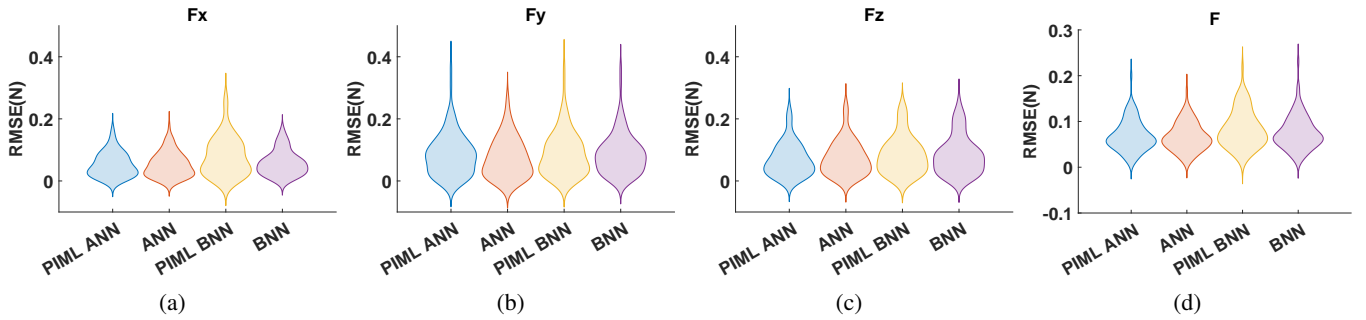 Fx
RMSE(N)
0.4
0.2
0
PIML ANN
ANN
PIML BNN
BNN
(a)
Fy
RMSE(N)
0.4
0.2
0
PIML ANN
ANN
PIML BNN
BNN
(b)
Fz
RMSE(N)
0.4
0.2
0
PIML ANN
ANN
PIML BNN
BNN
(c)
F
RMSE(N)
0.3
0.2
0.1
0
-0.1
PIML ANN
ANN
PIML BNN
BNN
(d)